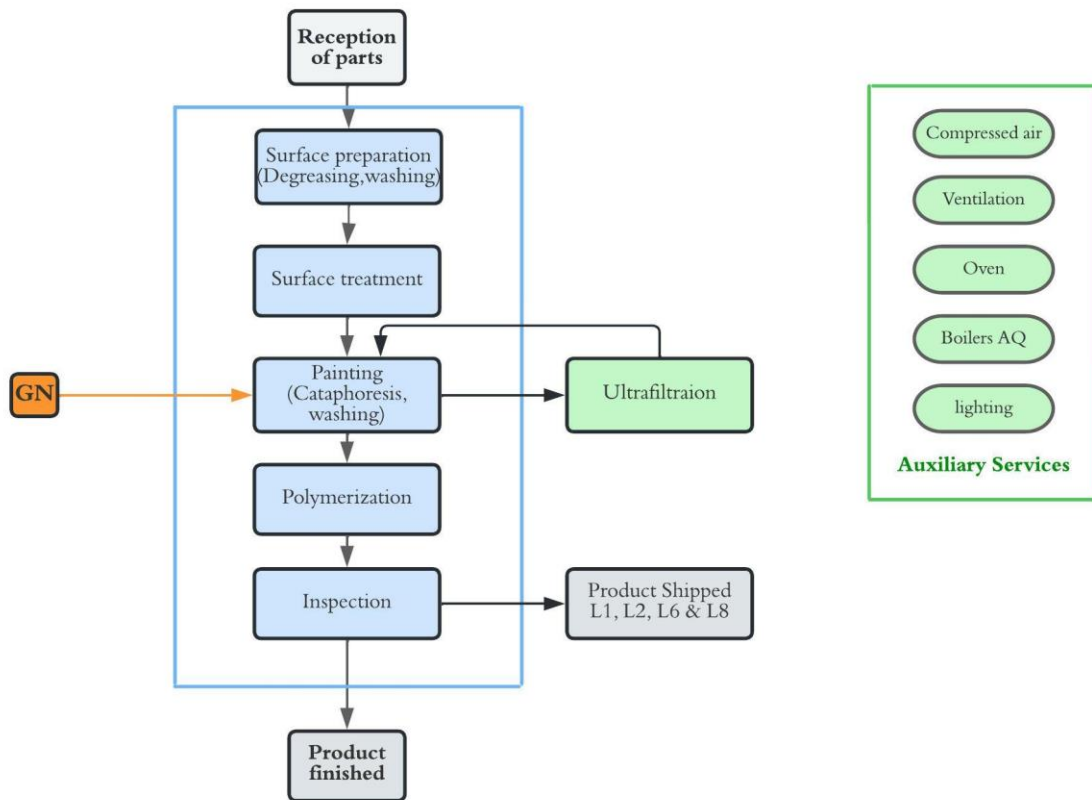 Reception
of parts
Surface preparation
(Degreasing,washing)
Surface treatment
GN
Painting
(Cataphoresis,
washing)
Ultrafiltraion
Polymerization
Inspection
Product Shipped
L1, L2, L6 & L8
Product
finished
Compressed air
Ventilation
Oven
Boilers AQ
lighting
Auxiliary Services